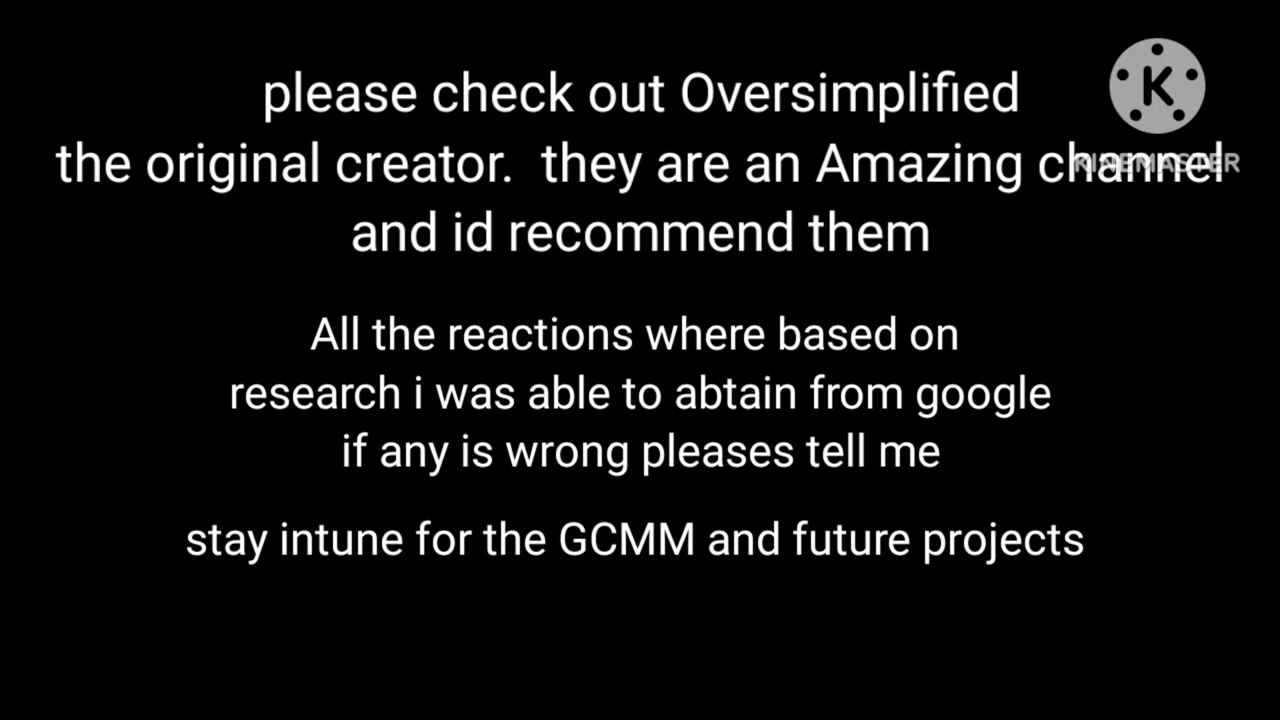 please check out Oversimplified
the original creator.  they are an Amazing channel
and id recommend them
All the reactions where based on
research i was able to abtain from google
if any is wrong pleases tell me
stay intune for the GCMM and future projects
K
KINEMASTER